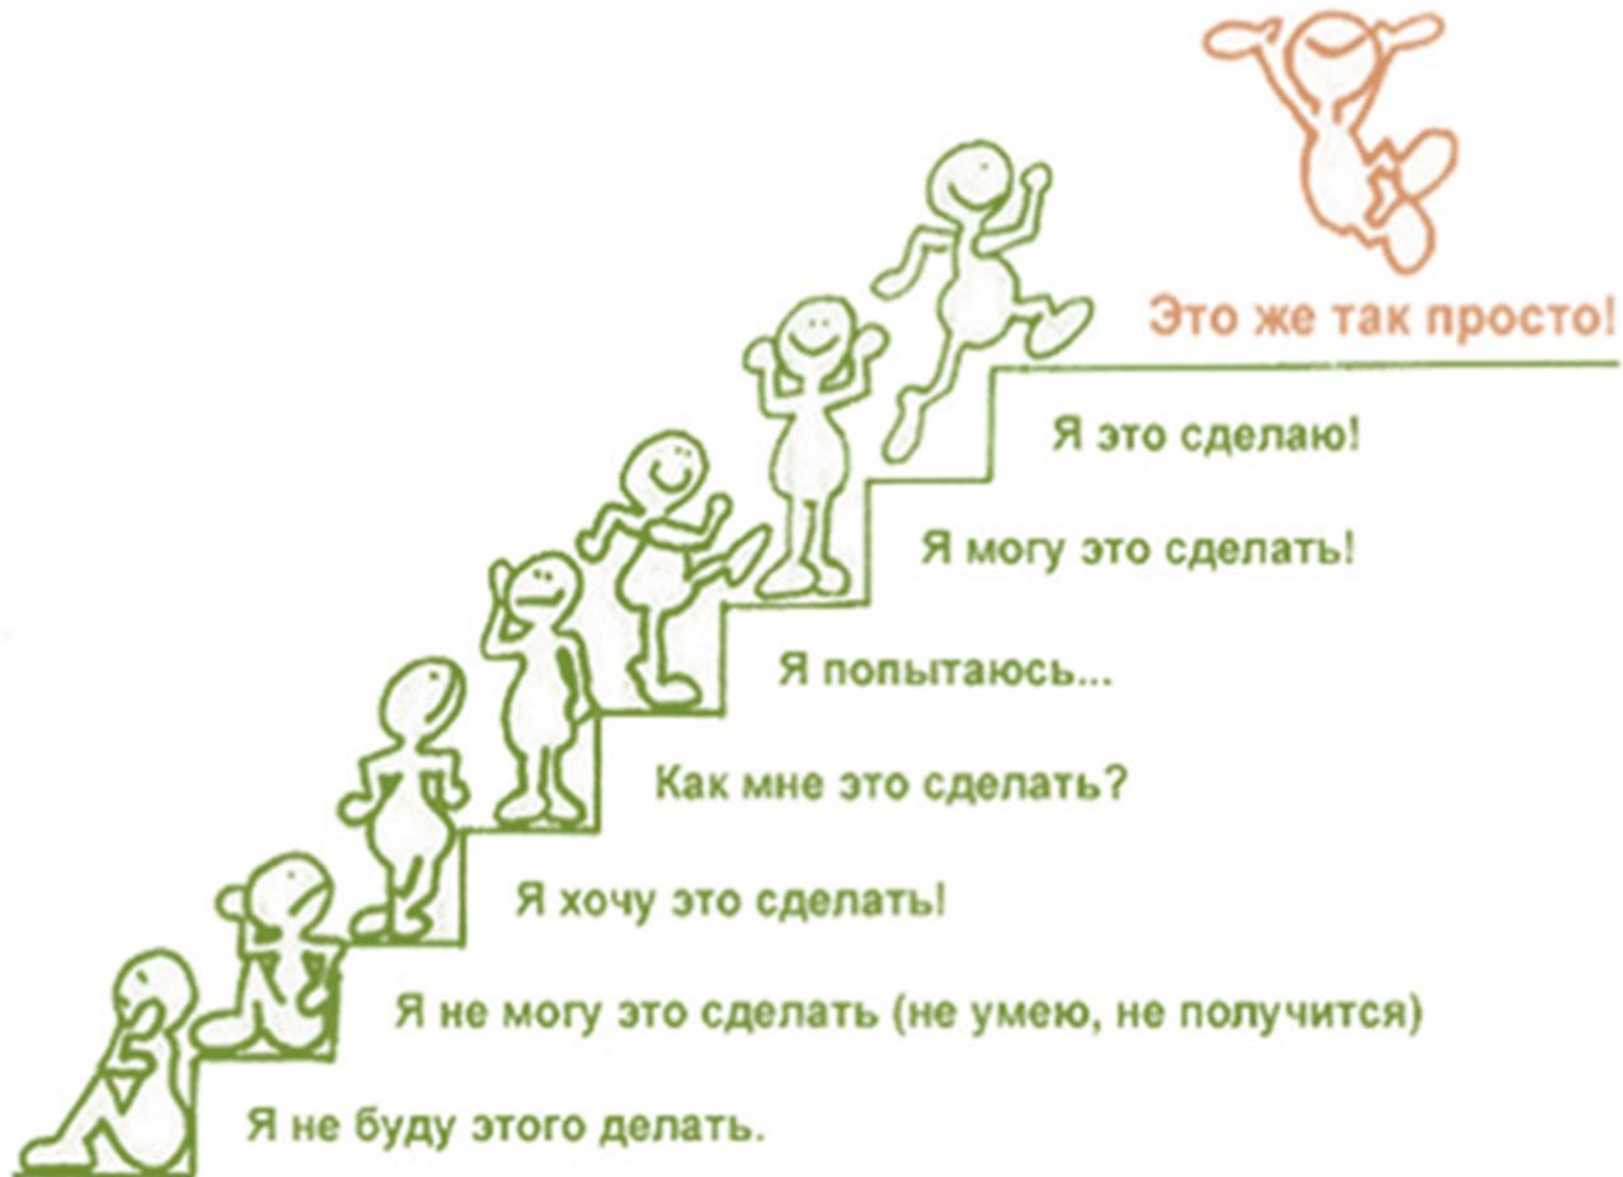 Это же так просто!
Я это сделаю!
Я могу это сделать!
Я попытаюсь...
Как мне это сделать?
Я хочу это сделать!
Я не могу это сделать (не умею, не получится)
Я не буду этого делать.